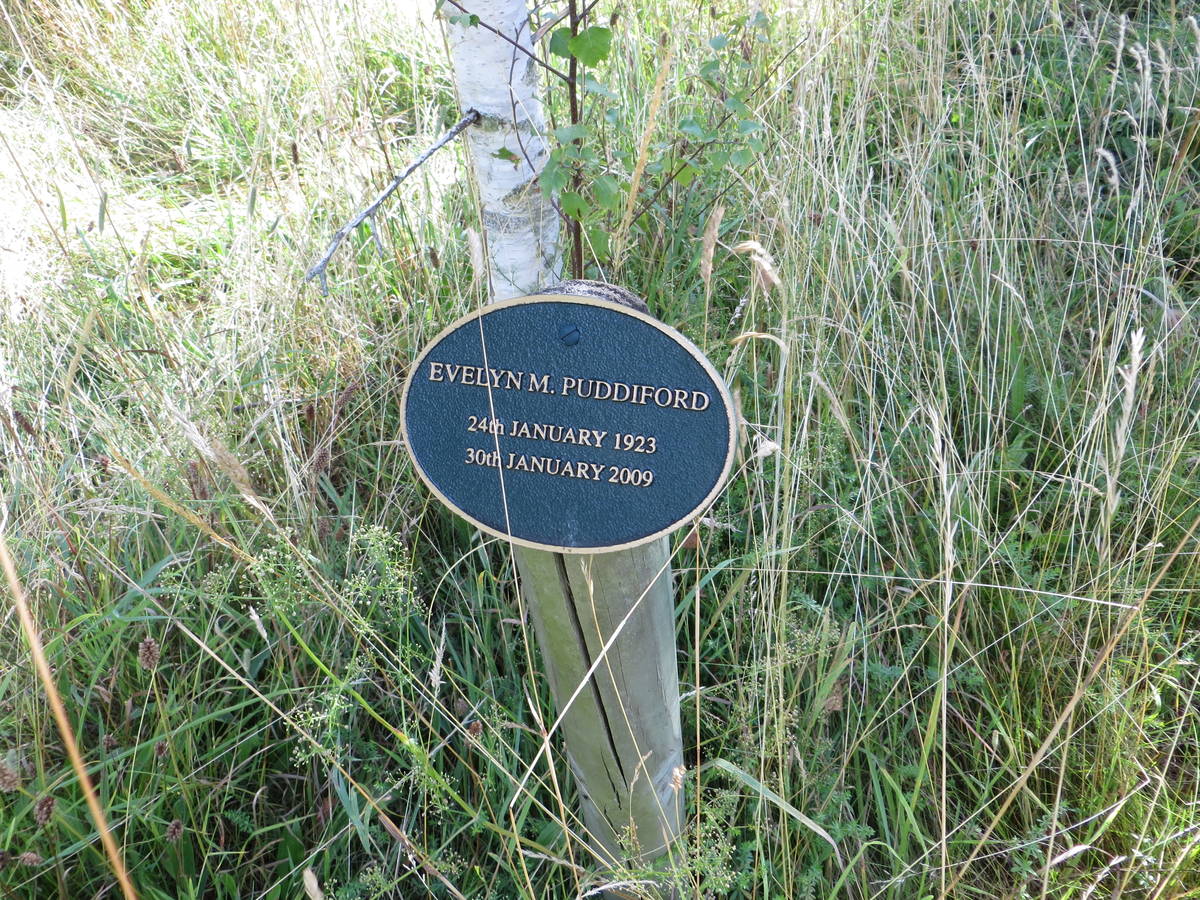 EVELYN M. PUDDIFORD
24th JANUARY 1923
30th JANUARY 2009